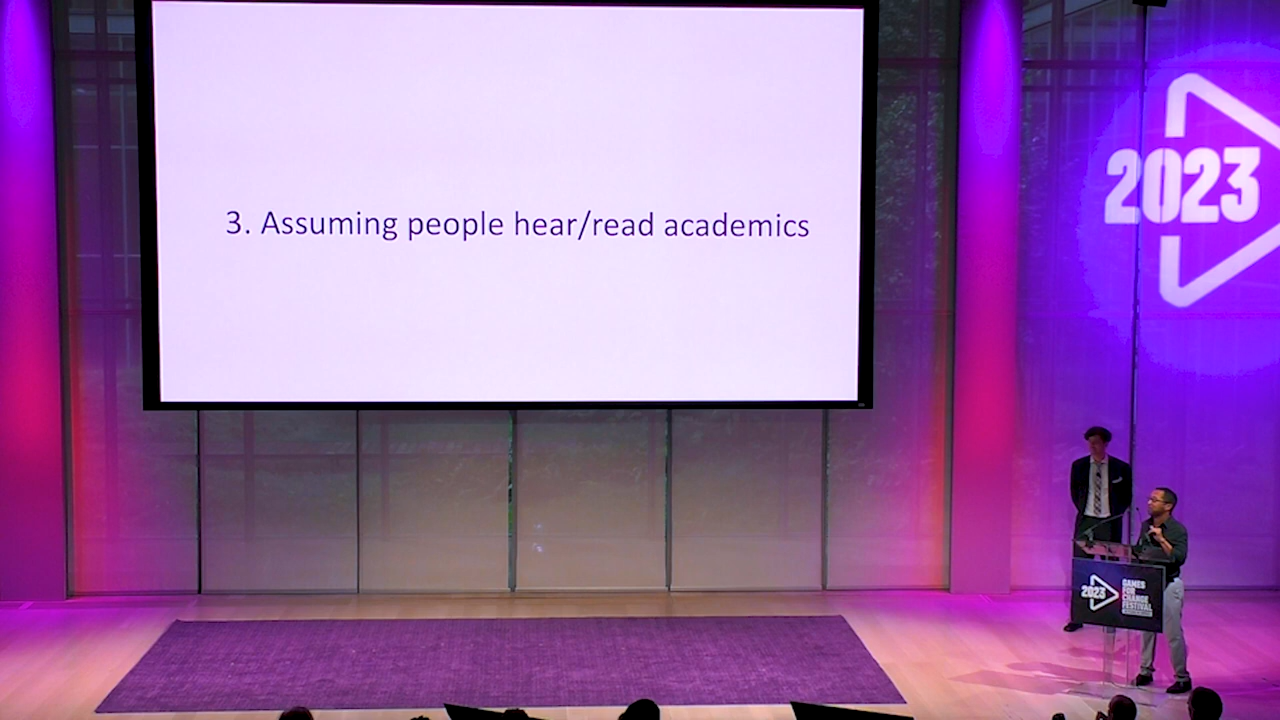 3. Assuming people hear/read academics
2023
2023
GAMES
FOR
CHANGE
FESTIVAL